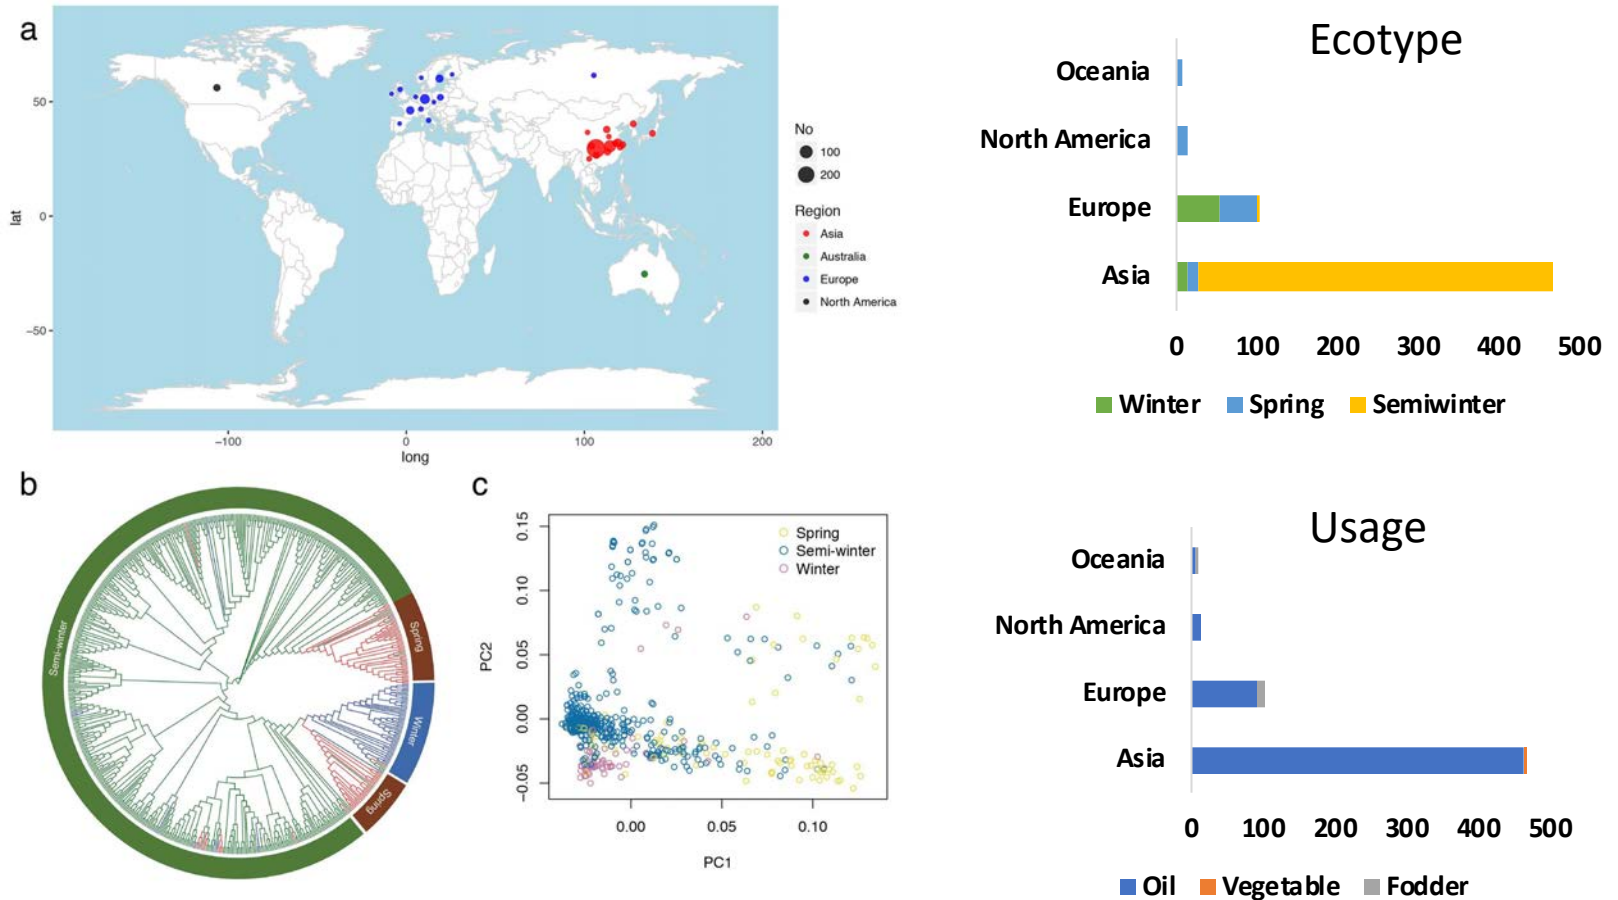 a
50
0
−50
lat
−100
0
100
200
long
No
100
200
Region
Asia
Australia
Europe
North America
Ecotype
Oceania
North America
Europe
Asia
0 100 200 300 400 500
Winter Spring Semiwinter
b
Semi-winter
Spring
Winter
Spring
c
0.15
0.10
0.05
0.00
−0.05
PC2
Spring
Semi-winter
Winter
0.00 0.05 0.10
PC1
Usage
Oceania
North America
Europe
Asia
0 100 200 300 400 500
Oil Vegetable Fodder